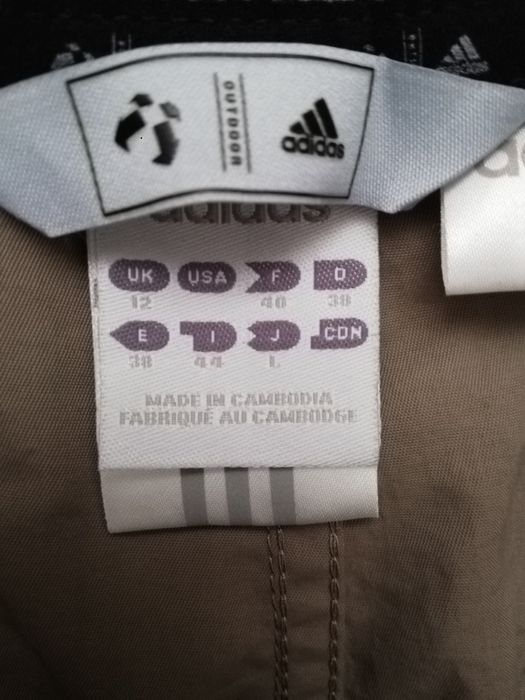 OUTDOOR
adidas
adidas
UK USA F D
12 40 38
E I J CDN
38 44 L
MADE IN CAMBODIA
FABRIQUÉ AU CAMBODGE